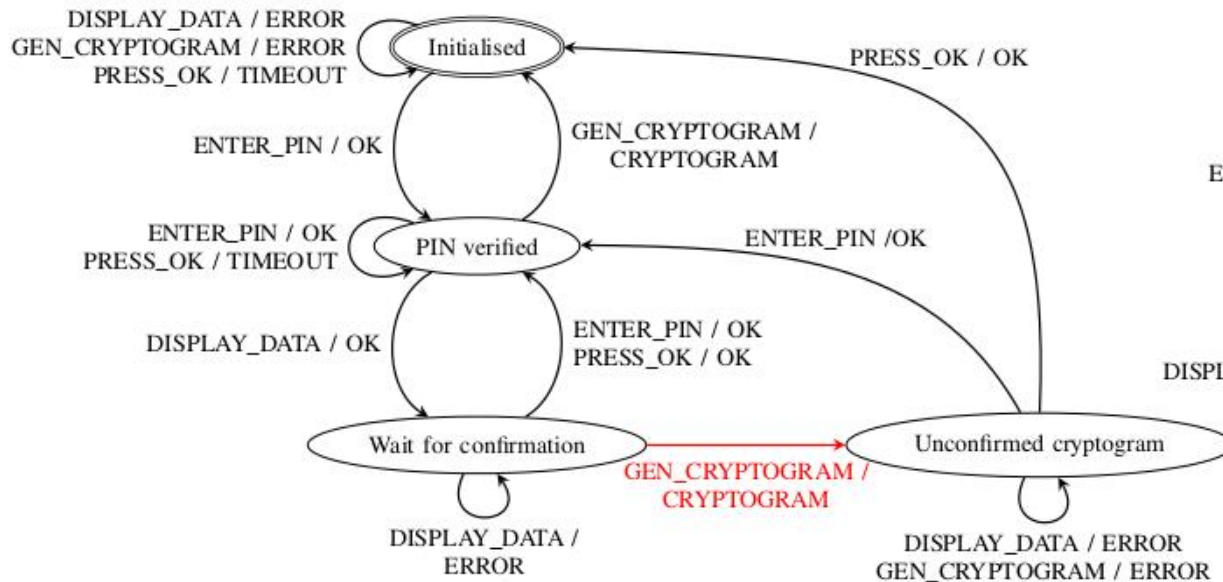 DISPLAY_DATA / ERROR
GEN_CRYPTOGRAM / ERROR
PRESS_OK / TIMEOUT
Initialised
PRESS_OK / OK
ENTER_PIN / OK
GEN_CRYPTOGRAM /
CRYPTOGRAM
E
ENTER_PIN / OK
PRESS_OK / TIMEOUT
PIN verified
ENTER_PIN /OK
DISPLAY_DATA / OK
ENTER_PIN / OK
PRESS_OK / OK
DISPL
Wait for confirmation
GEN_CRYPTOGRAM /
CRYPTOGRAM
Unconfirmed cryptogram
DISPLAY_DATA /
ERROR
DISPLAY_DATA / ERROR
GEN_CRYPTOGRAM / ERROR